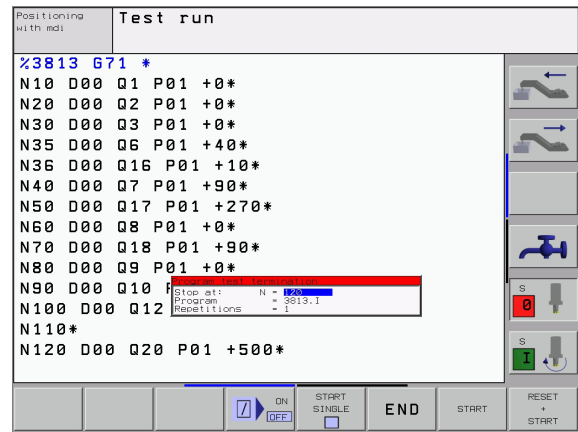 Positioning
with mdi
Test run
%3813 G71 *
N10 D00 Q1 P01 +0*
N20 D00 Q2 P01 +0*
N30 D00 Q3 P01 +0*
N35 D00 Q6 P01 +40*
N36 D00 Q16 P01 +10*
N40 D00 Q7 P01 +90*
N50 D00 Q17 P01 +270*
N60 D00 Q8 P01 +0*
N70 D00 Q18 P01 +90*
N80 D00 Q9 P01 +0*
N90 D00 Q10
Program test termination
Stop at: N = 120
Program = 3813.I
Repetitions = 1
N100 D00 Q12
N110*
N120 D00 Q20 P01 +500*
S
0
S
I
/ ON
OFF
START
SINGLE
END
START
RESET
+
START